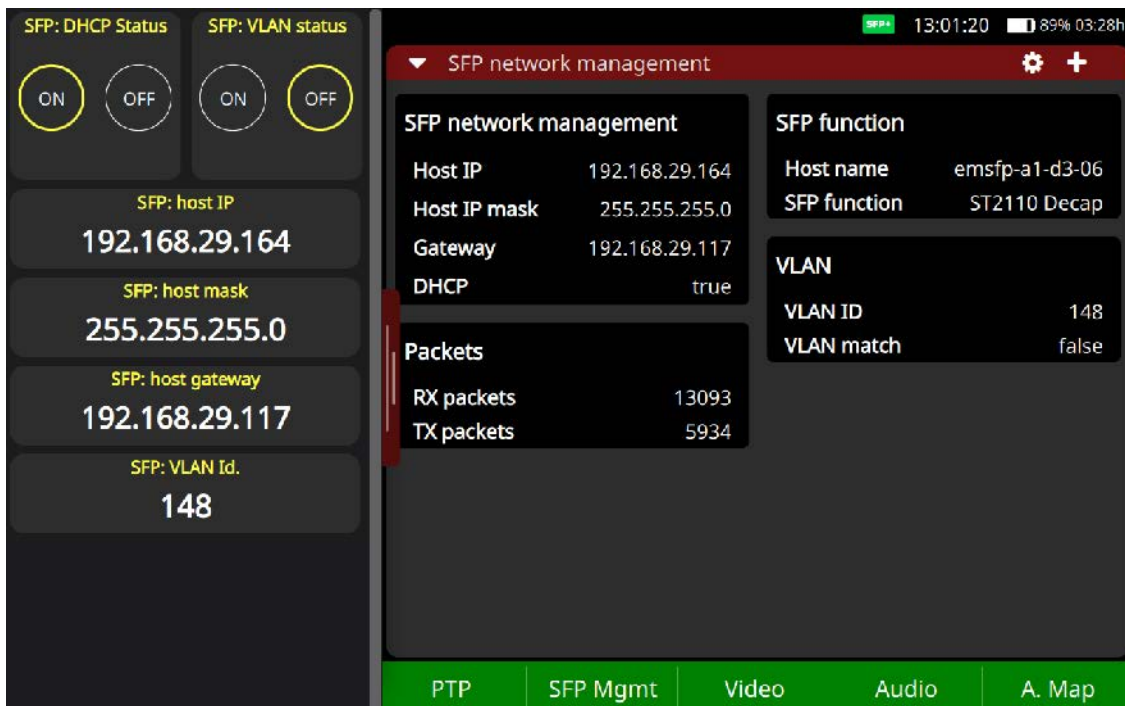 SFP: DHCP Status SFP: VLAN status
ON OFF ON OFF
SFP: host IP
192.168.29.164
SFP: host mask
255.255.255.0
SFP: host gateway
192.168.29.117
SFP: VLAN Id.
148
SFP+ 13:01:20 89% 03:28h
SFP network management
SFP network management
Host IP 192.168.29.164
Host IP mask 255.255.255.0
Gateway 192.168.29.117
DHCP true
Packets
RX packets 13093
TX packets 5934
SFP function
Host name emsfp-a1-d3-06
SFP function ST2110 Decap
VLAN
VLAN ID 148
VLAN match false
PTP SFP Mgmt Video Audio A. Map